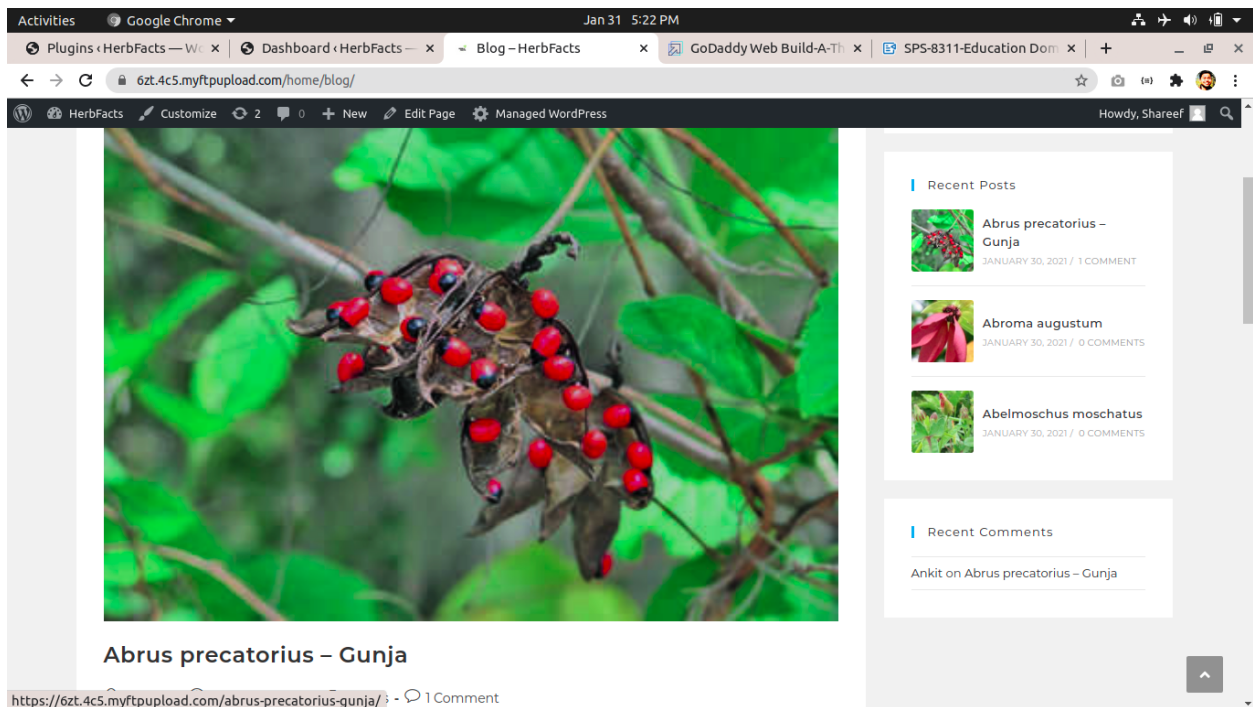 Activities Google Chrome Jan 31 5:22 PM
Plugins ‹ HerbFacts — Wo Dashboard ‹ HerbFacts — Blog – HerbFacts GoDaddy Web Build-A-Th SPS-8311-Education Dom
6zt.4c5.myftpupload.com/home/blog/
HerbFacts Customize 2 0 New Edit Page Managed WordPress Howdy, Shareef
Recent Posts
Abrus precatorius –
Gunja
JANUARY 30, 2021 / 1 COMMENT
Abroma augustum
JANUARY 30, 2021 / 0 COMMENTS
Abelmoschus moschatus
JANUARY 30, 2021 / 0 COMMENTS
Recent Comments
Ankit on Abrus precatorius – Gunja
Abrus precatorius – Gunja
1 Comment
https://6zt.4c5.myftpupload.com/abrus-precatorius-gunja/